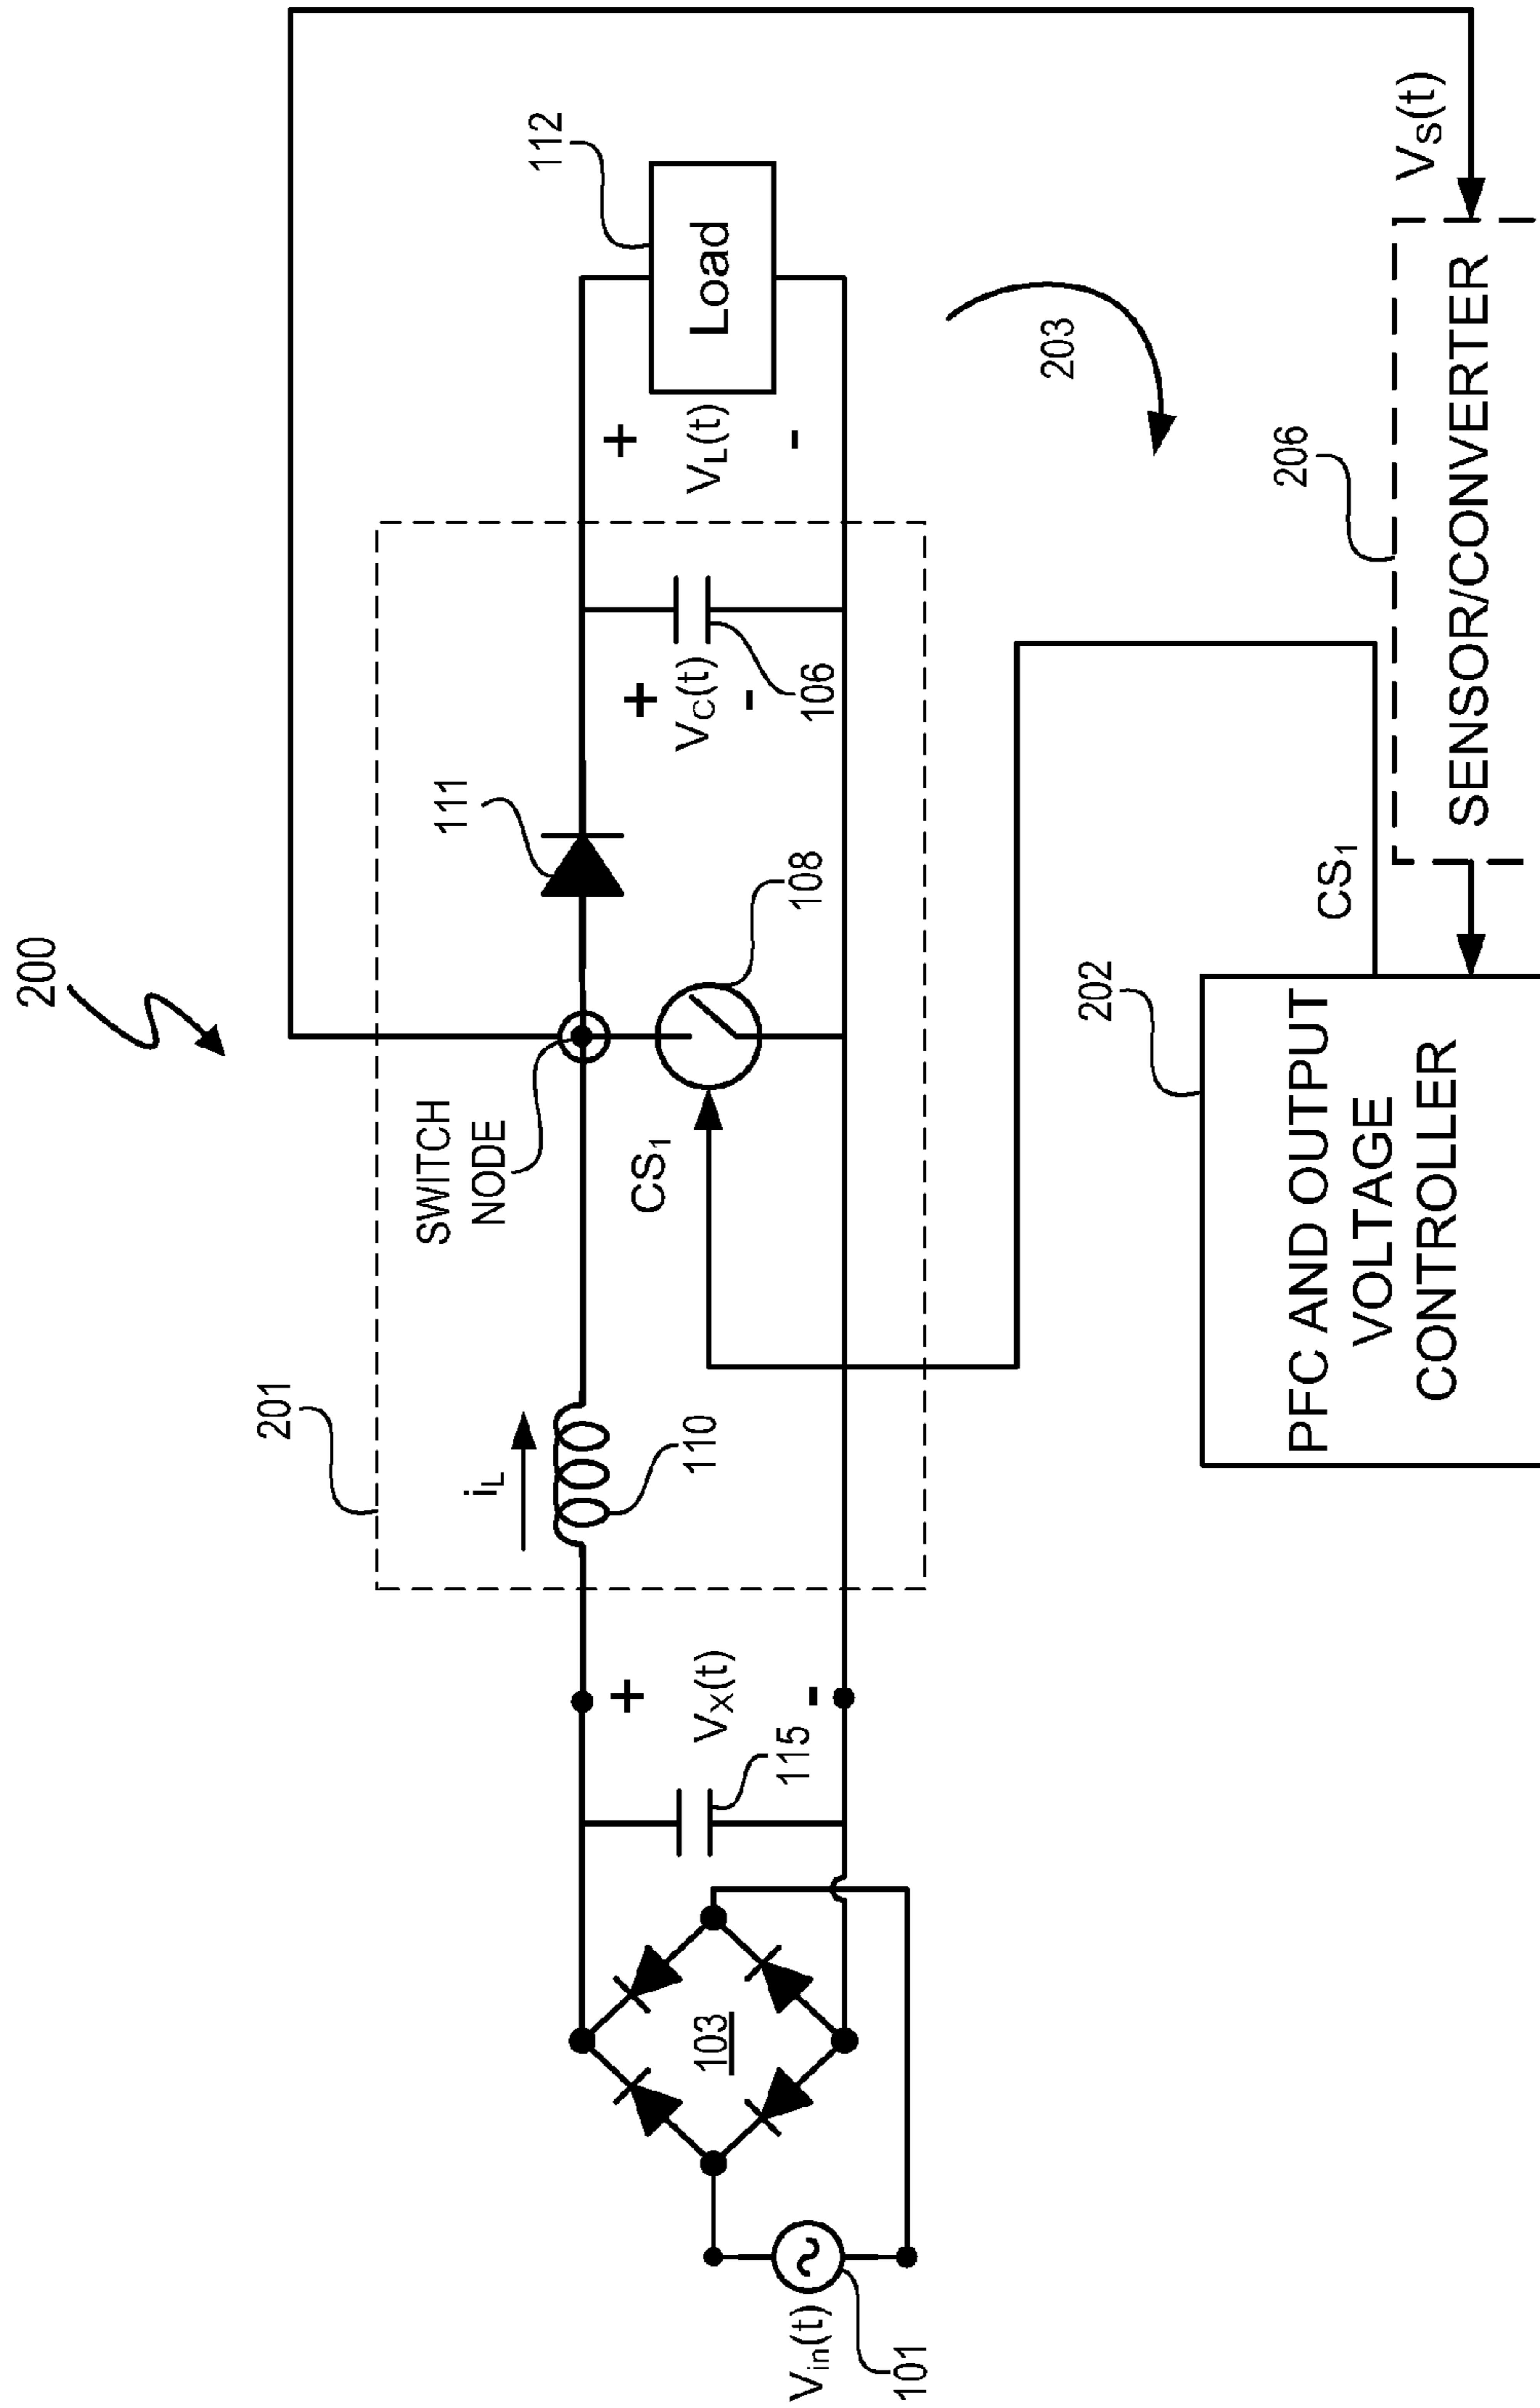 200
201
iL
110
SWITCH
NODE
CS1
111
108
+
VC(t)
-
106
+
VL(t)
-
112
Load
203
+
VX(t)
-
115
103
Vin(t)
101
202
PFC AND OUTPUT
VOLTAGE
CONTROLLER
CS1
206
SENSOR/CONVERTER
VS(t)